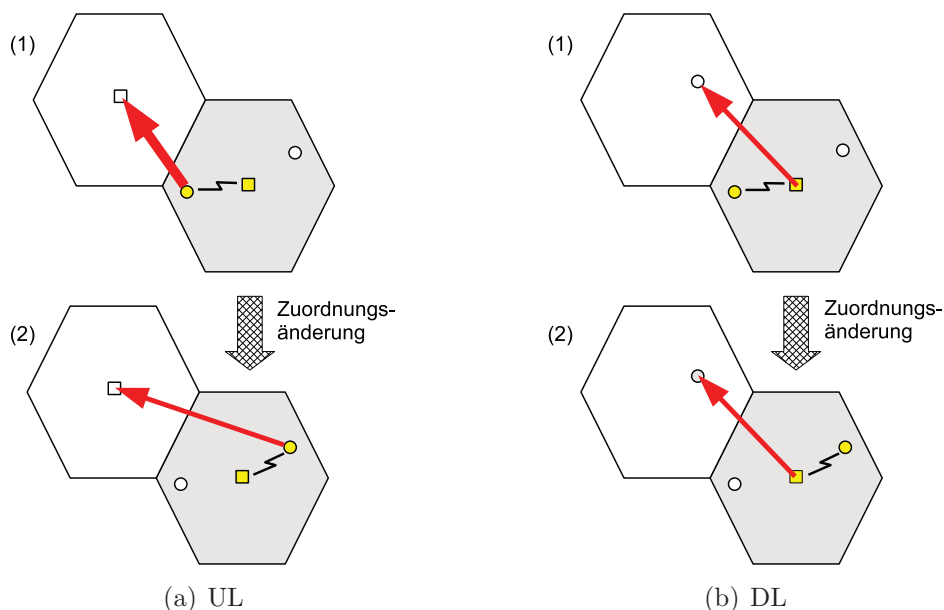 (1)
(1)
Zuordnungs-
änderung
Zuordnungs-
änderung
(2)
(2)
(a) UL
(b) DL